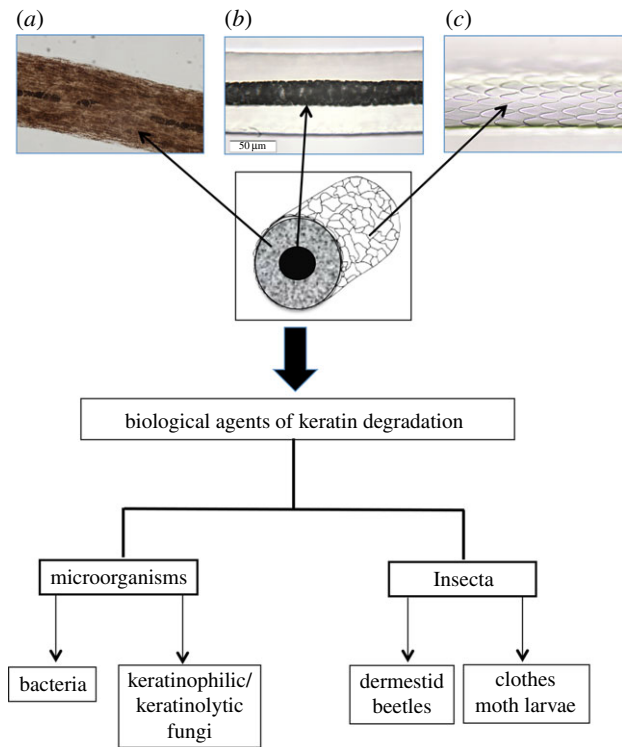 (a) (b) (c)
50 µm
biological agents of keratin degradation
microorganisms Insecta
bacteria
keratinophilic/
keratinolytic
fungi
dermestid
beetles
clothes
moth larvae